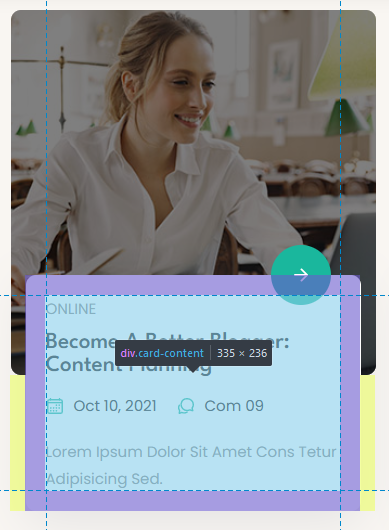 ONLINE
Become A Better Blogger:
Content Planning
div.card-content 335 × 236
Oct 10, 2021 Com 09
Lorem Ipsum Dolor Sit Amet Cons Tetur
Adipisicing Sed.